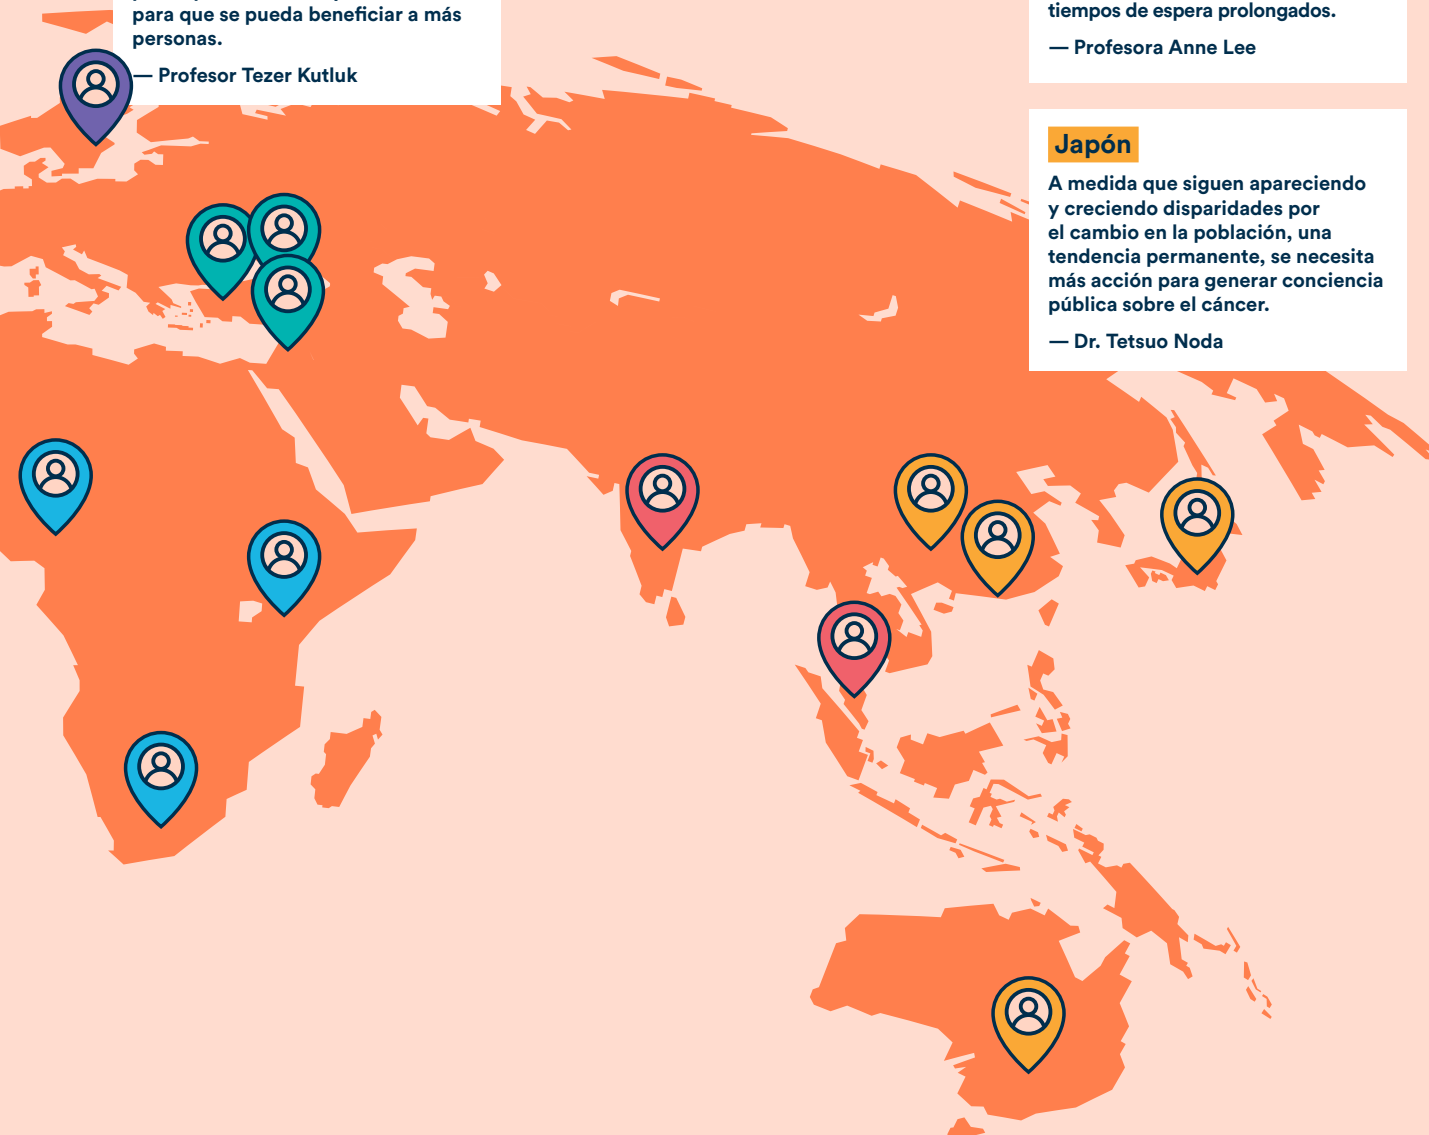 para que se pueda beneficiar a más
personas.
— Profesor Tezer Kutluk
tiempos de espera prolongados.
— Profesora Anne Lee
Japón
A medida que siguen apareciendo
y creciendo disparidades por
el cambio en la población, una
tendencia permanente, se necesita
más acción para generar conciencia
pública sobre el cáncer.
— Dr. Tetsuo Noda